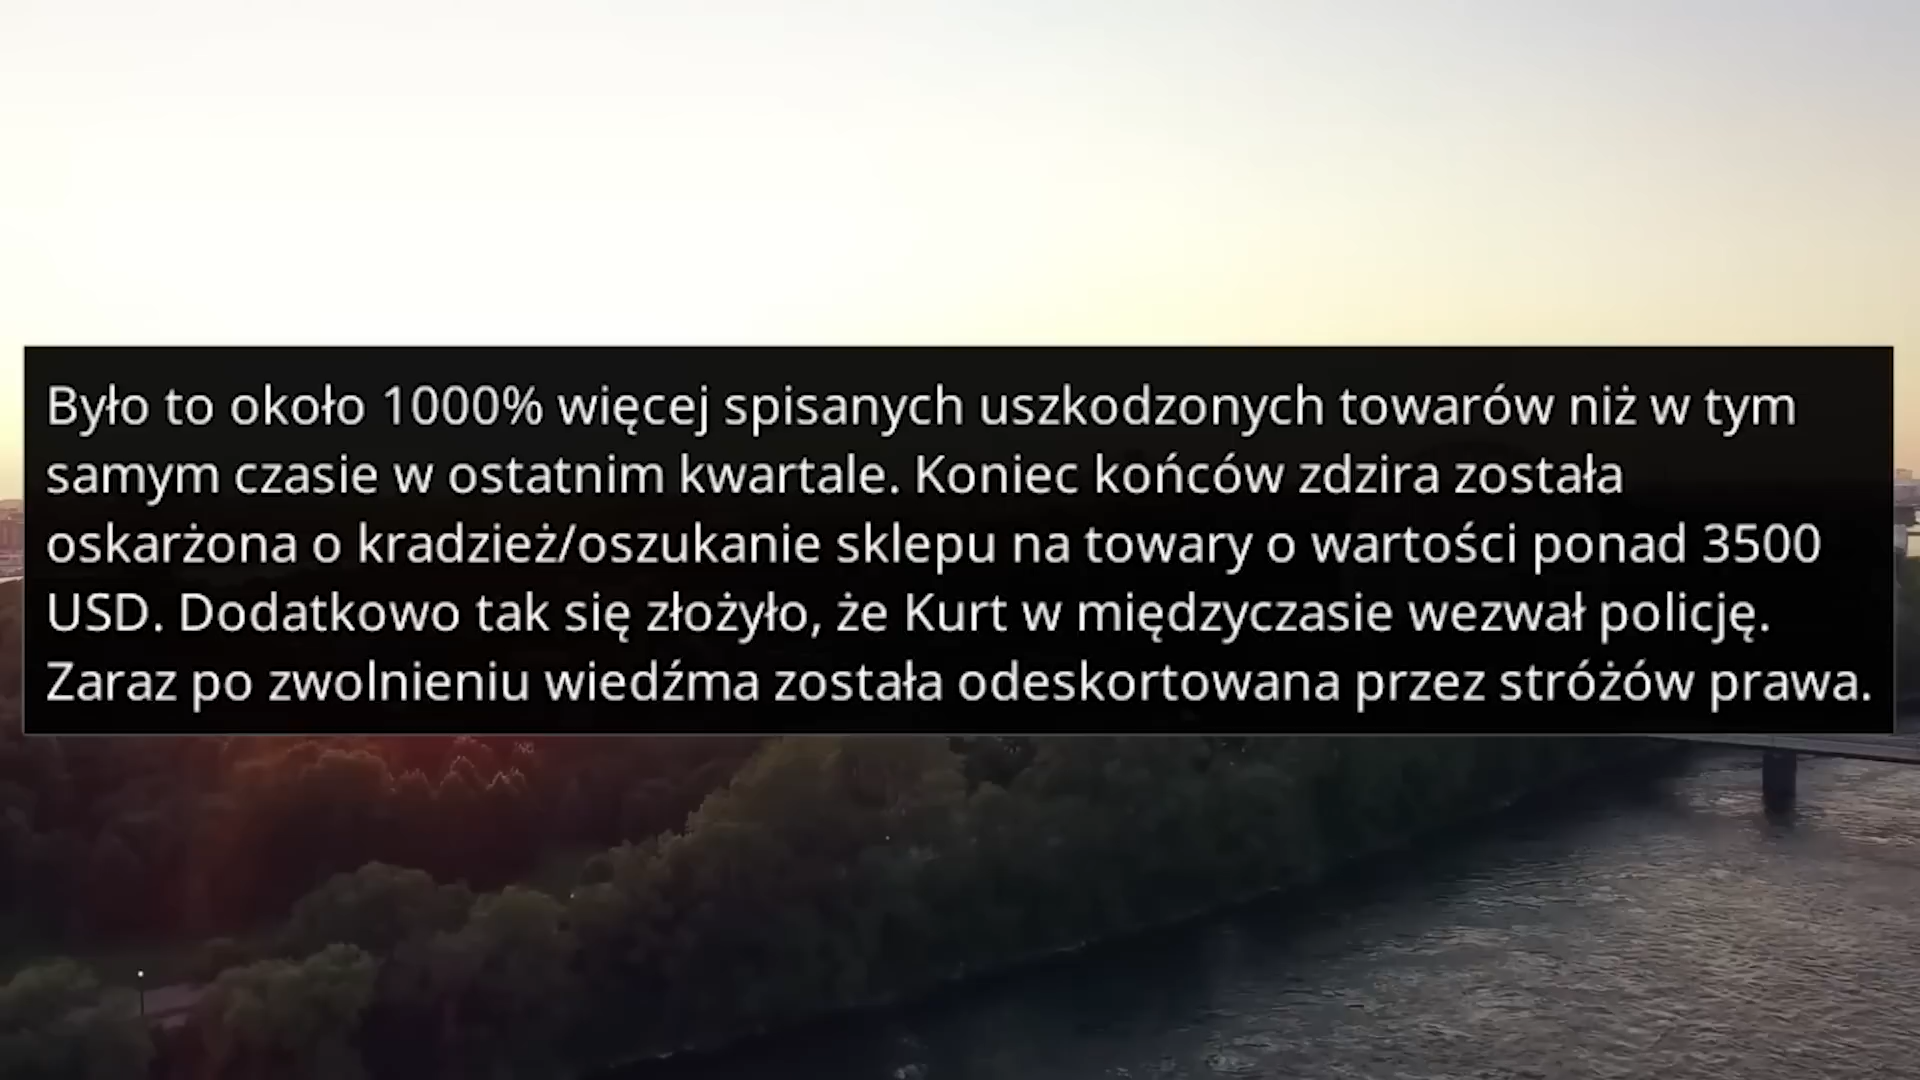 Było to około 1000% więcej spisanych uszkodzonych towarów niż w tym
samym czasie w ostatnim kwartale. Koniec końców zdzira została
oskarżona o kradzież/oszukanie sklepu na towary o wartości ponad 3500
USD. Dodatkowo tak się złożyło, że Kurt w międzyczasie wezwał policję.
Zaraz po zwolnieniu wiedźma została odeskortowana przez stróżów prawa.